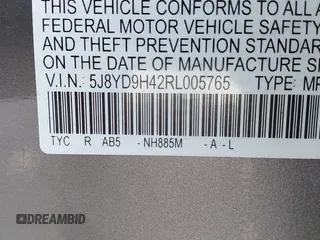 THIS VEHICLE CONFORMS TO ALL
FEDERAL MOTOR VEHICLE SAFETY
AND THEFT PREVENTION STANDAR
THE DATE OF MANUFACTURE S
V.I.N.: 5J8YD9H42RL005765 TYPE: MP
TYC R AB5 -NH885M -A-L
DREAMBID